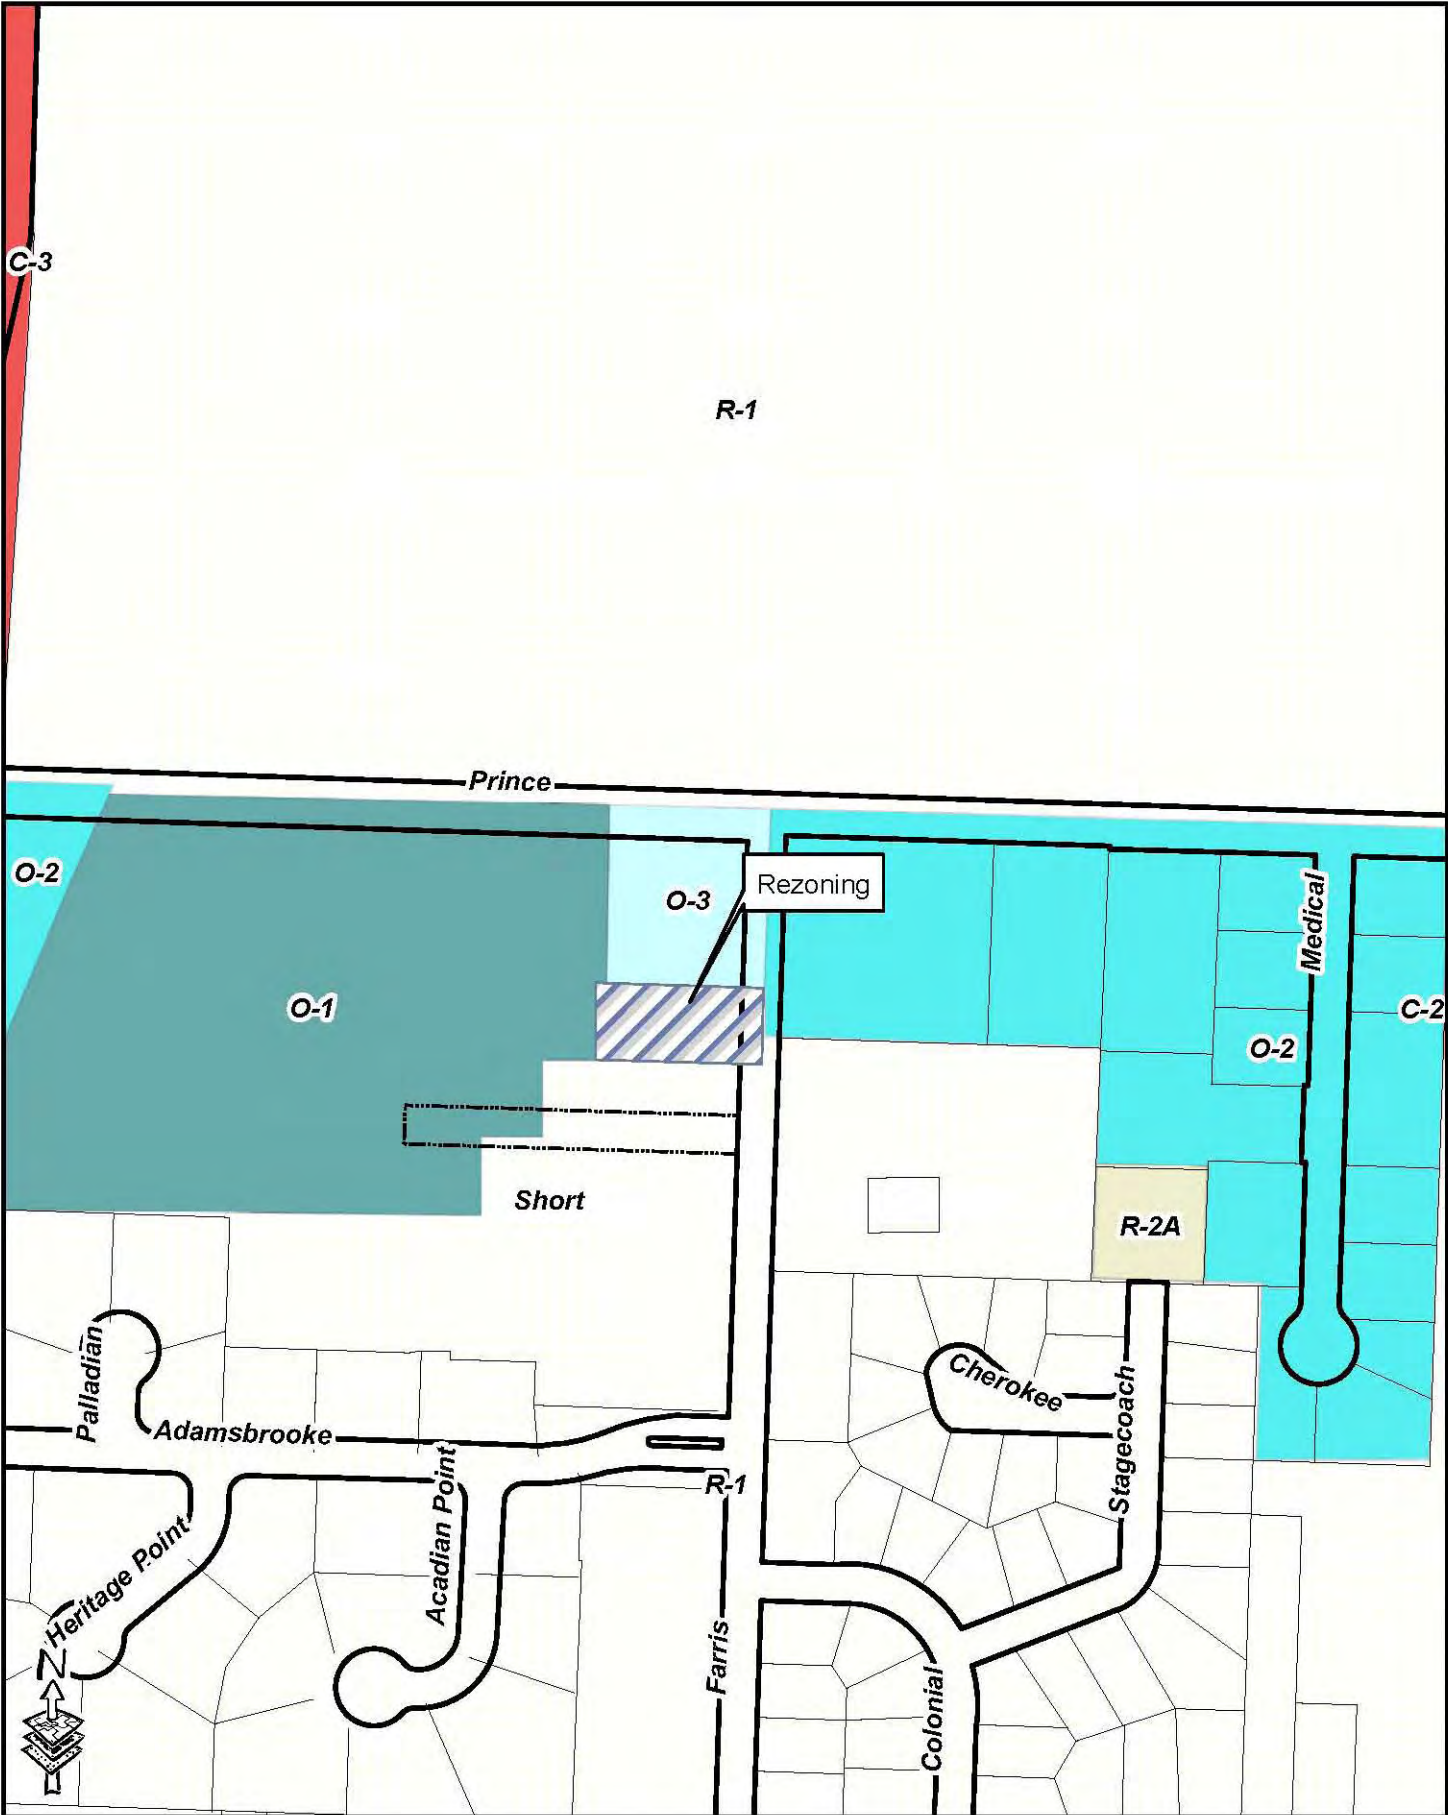 C-3
R-1
Prince
O-2
O-3
Rezoning
Medical
O-1
C-2
O-2
Short
R-2A
Palladian
Cherokee
Stagecoach
Adamsbrooke
Acadian Point
R-1
Heritage Point
Farris
Colonial
N